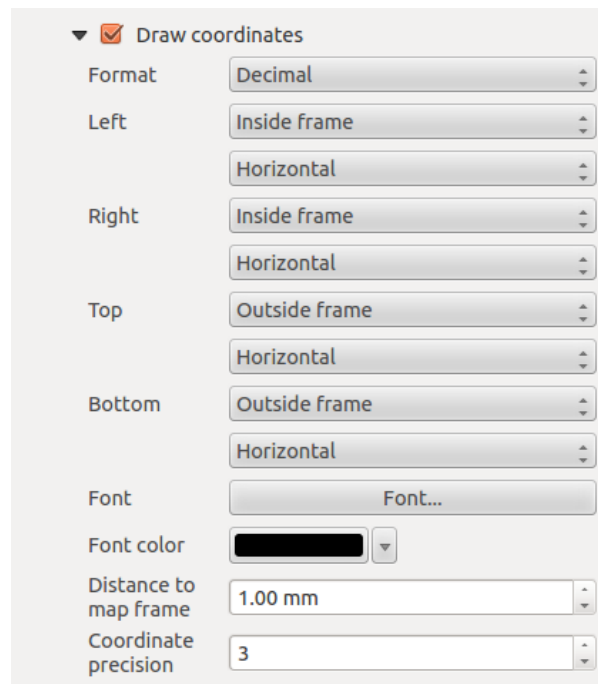 Draw coordinates
Format Decimal
Left Inside frame
Horizontal
Right Inside frame
Horizontal
Top Outside frame
Horizontal
Bottom Outside frame
Horizontal
Font Font...
Font color
Distance to
map frame 1.00 mm
Coordinate
precision 3